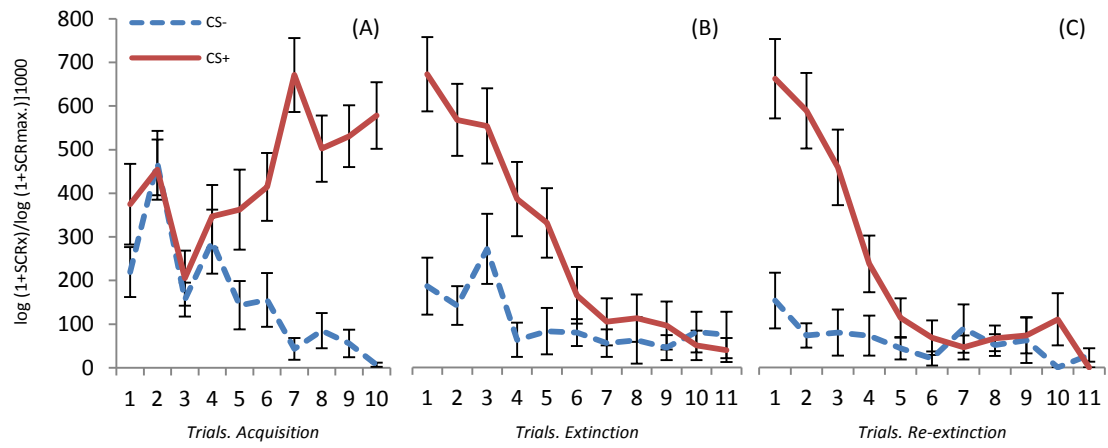 log (1+SCRx)/log (1+SCRmax.)]1000
800
700
600
500
400
300
200
100
0
CS-
CS+
(A)
(B)
(C)
1 2 3 4 5 6 7 8 9 10
1 2 3 4 5 6 7 8 9 10 11
1 2 3 4 5 6 7 8 9 10 11
Trials. Acquisition
Trials. Extinction
Trials. Re-extinction